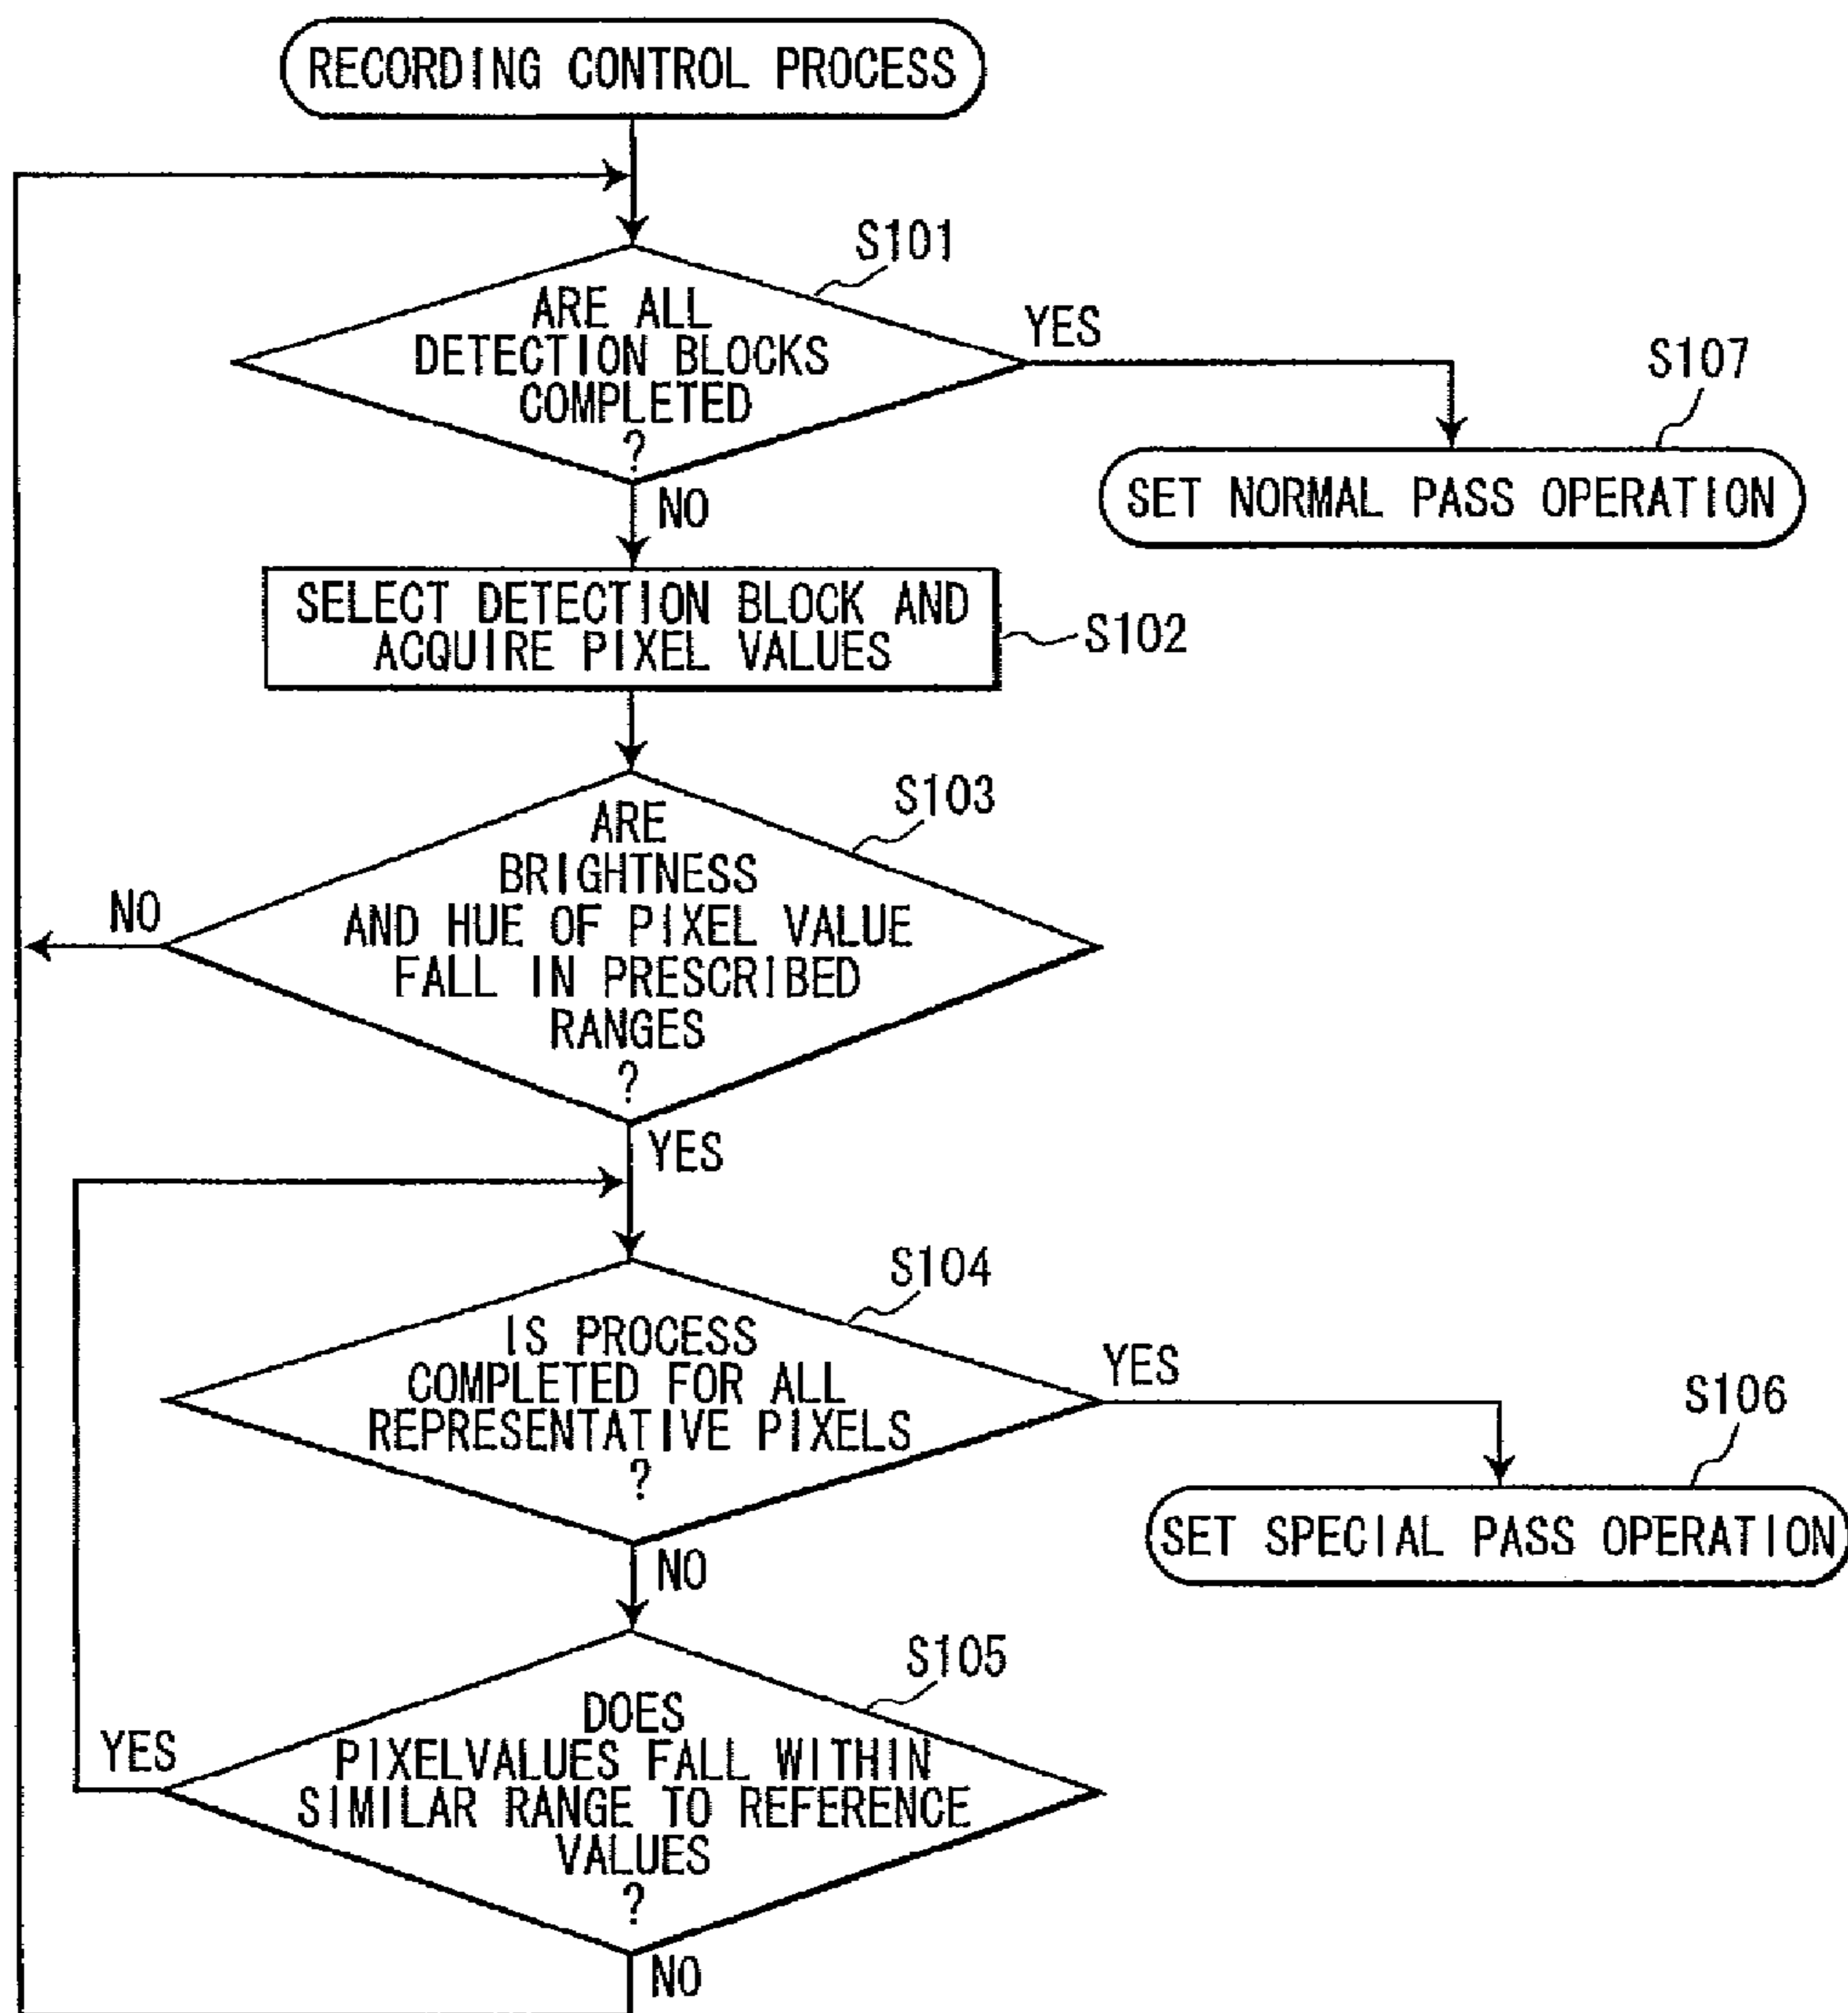 RECORDING CONTROL PROCESS
S101
ARE ALL
DETECTION BLOCKS
COMPLETED
?
YES
NO
S107
SET NORMAL PASS OPERATION
SELECT DETECTION BLOCK AND
ACQUIRE PIXEL VALUES
S102
S103
ARE
BRIGHTNESS
AND HUE OF PIXEL VALUE
FALL IN PRESCRIBED
RANGES
?
NO
YES
S104
IS PROCESS
COMPLETED FOR ALL
REPRESENTATIVE PIXELS
?
YES
NO
S106
SET SPECIAL PASS OPERATION
S105
DOES
PIXELVALUES FALL WITHIN
SIMILAR RANGE TO REFERENCE
VALUES
?
YES
NO